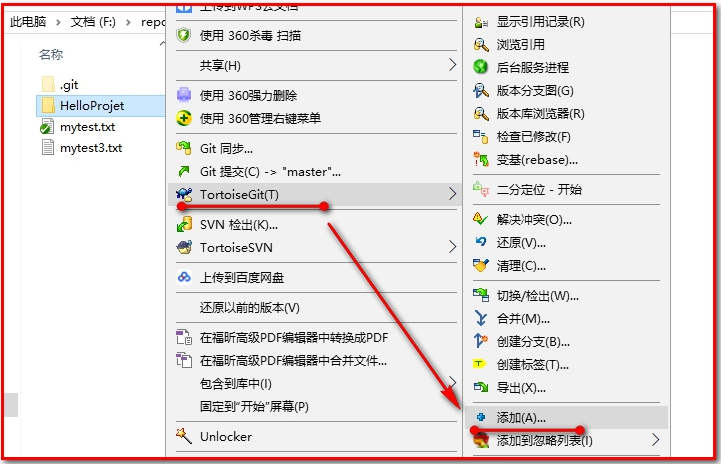 此电脑 文档 (F:) repo
名称
.git
HelloProjet
mytest.txt
mytest3.txt
上传到WPS云文档
使用 360杀毒 扫描
共享(H)
使用 360强力删除
使用 360管理右键菜单
Git 同步...
Git 提交(C) -> "master"...
TortoiseGit(T)
SVN 检出(K)...
TortoiseSVN
上传到百度网盘
还原以前的版本(V)
在福昕高级PDF编辑器中转换成PDF
在福昕高级PDF编辑器中合并文件...
包含到库中(I)
固定到"开始"屏幕(P)
Unlocker
显示引用记录(R)
浏览引用
后台服务进程
版本分支图(G)
版本库浏览器(R)
检查已修改(F)
变基(rebase)...
二分定位 - 开始
解决冲突(O)...
还原(V)...
清理(C)...
切换/检出(W)...
合并(M)...
创建分支(B)...
创建标签(T)...
导出(X)...
添加(A)...
添加到忽略列表(I)